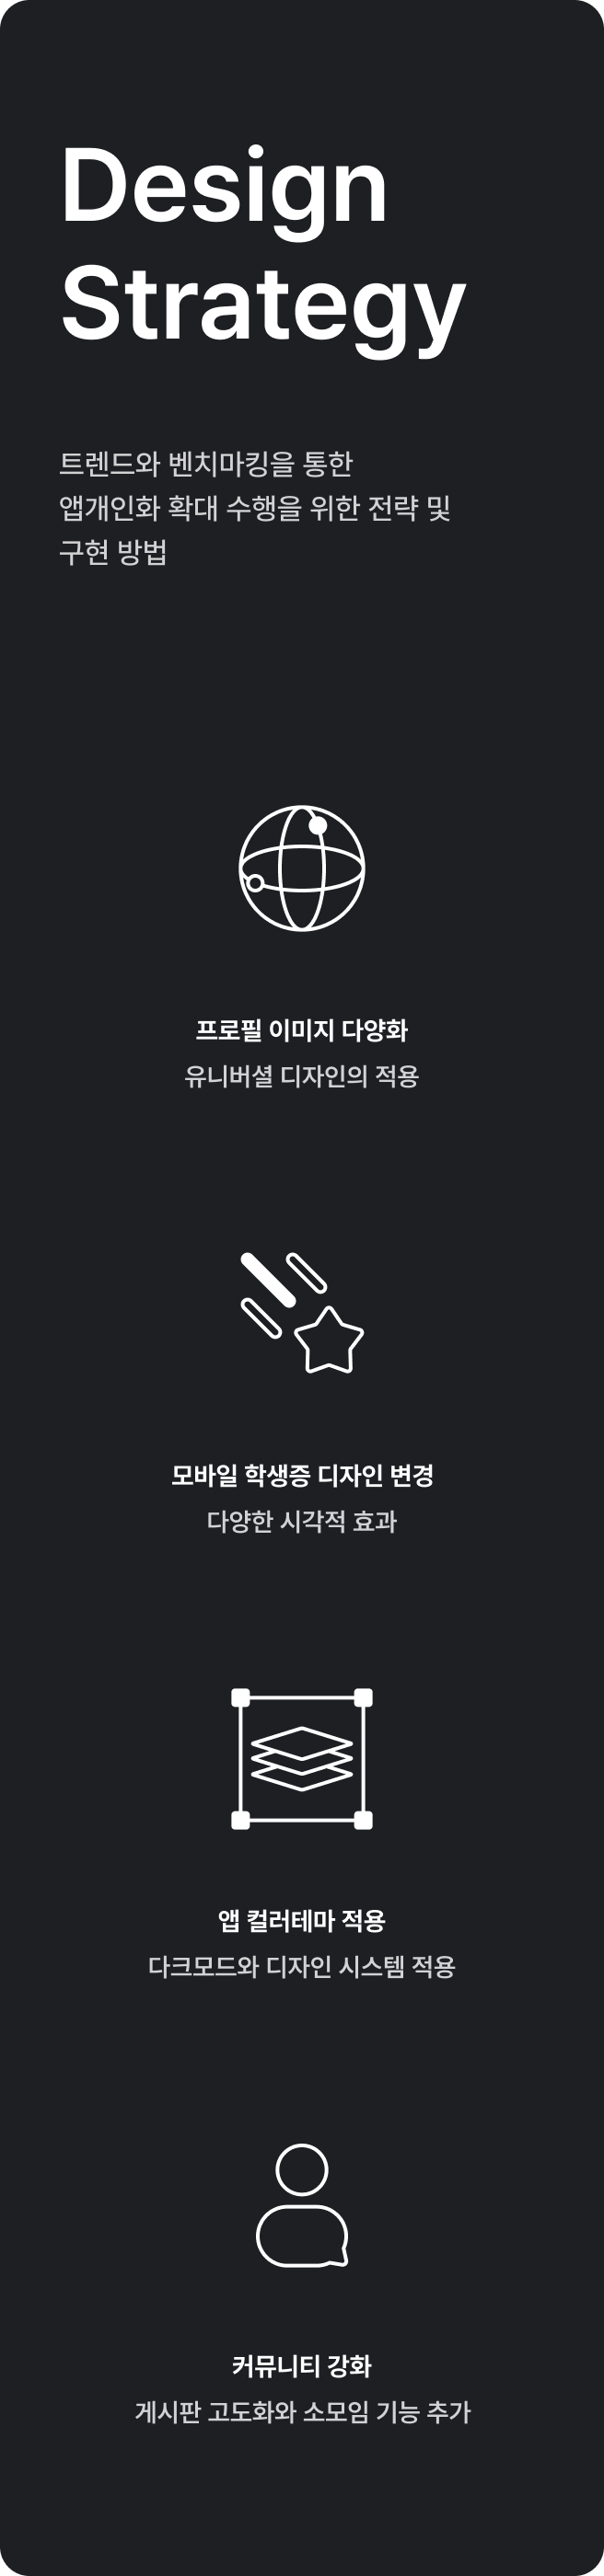 Design
Strategy
트렌드와 벤치마킹을 통한
앱개인화 확대 수행을 위한 전략 및
구현 방법
프로필 이미지 다양화
유니버셜 디자인의 적용
모바일 학생증 디자인 변경
다양한 시각적 효과
앱 컬러테마 적용
다크모드와 디자인 시스템 적용
커뮤니티 강화
게시판 고도화와 소모임 기능 추가